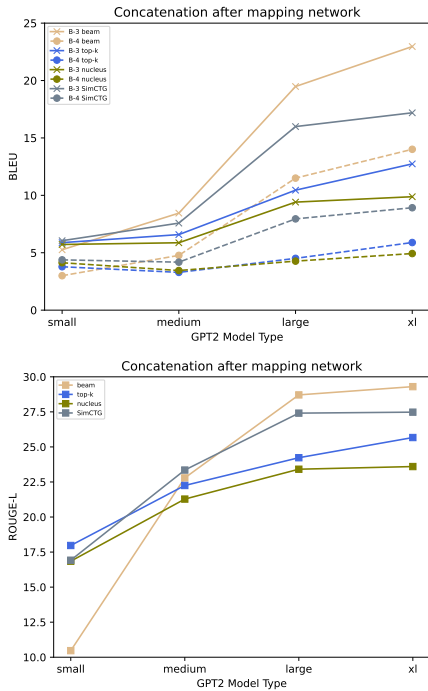 Concatenation after mapping network
25
20
15
10
5
0
BLEU
B-3 beam
B-4 beam
B-3 top-k
B-4 top-k
B-3 nucleus
B-4 nucleus
B-3 SimCTG
B-4 SimCTG
small medium large xl
GPT2 Model Type
Concatenation after mapping network
30.0
27.5
25.0
22.5
20.0
17.5
15.0
12.5
10.0
ROUGE-L
beam
top-k
nucleus
SimCTG
small medium large xl
GPT2 Model Type